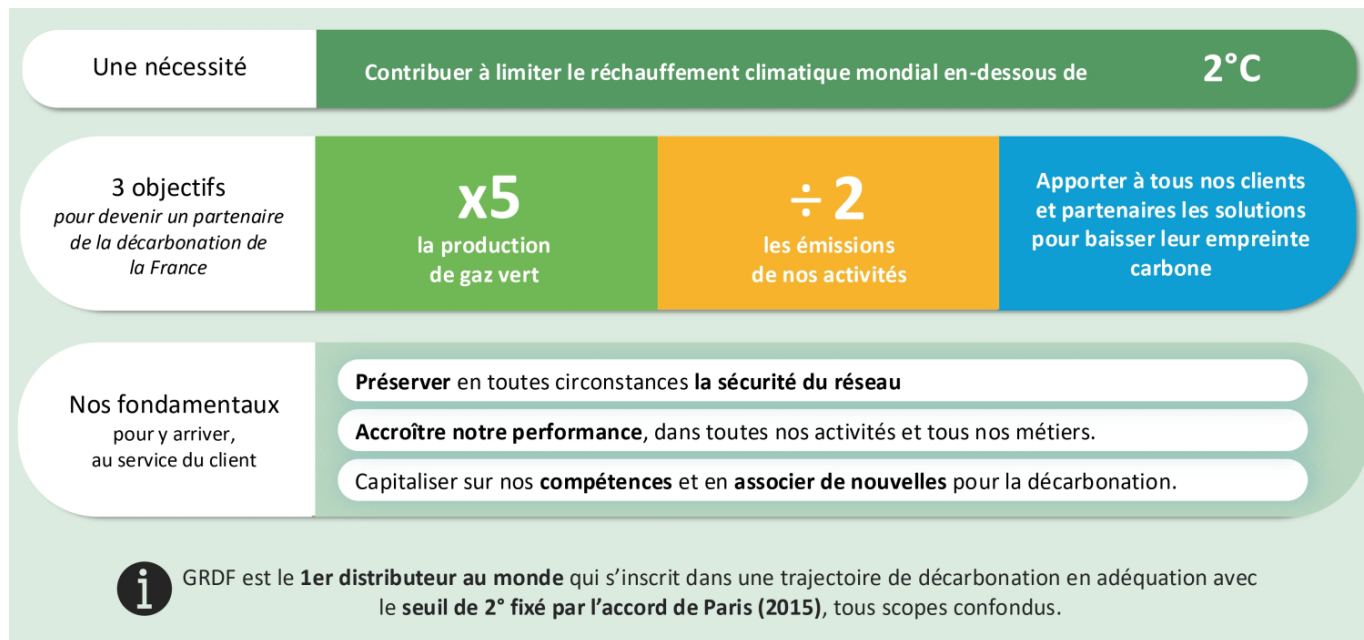 Une nécessité
Contribuer à limiter le réchauffement climatique mondial en-dessous de 2°C
3 objectifs
pour devenir un partenaire
de la décarbonation de
la France
x5
la production
de gaz vert
÷ 2
les émissions
de nos activités
Apporter à tous nos clients
et partenaires les solutions
pour baisser leur empreinte
carbone
Nos fondamentaux
pour y arriver,
au service du client
Préserver en toutes circonstances la sécurité du réseau
Accroître notre performance, dans toutes nos activités et tous nos métiers.
Capitaliser sur nos compétences et en associer de nouvelles pour la décarbonation.
i
GRDF est le 1er distributeur au monde qui s’inscrit dans une trajectoire de décarbonation en adéquation avec
le seuil de 2° fixé par l’accord de Paris (2015), tous scopes confondus.